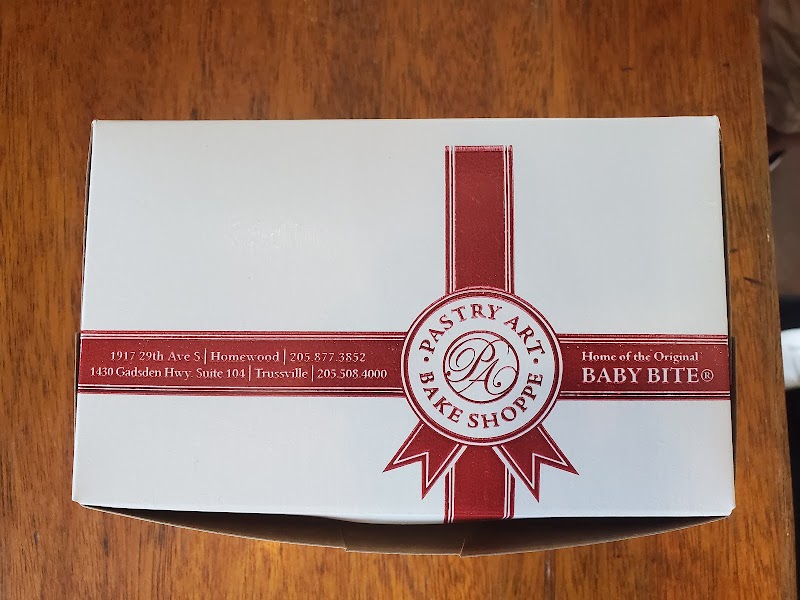 1917 29th Ave S | Homewood | 205.877.3852
1430 Gadsden Hwy. Suite 104 | Trussville | 205.508.4000
· PASTRY ART ·
PA
BAKE SHOPPE
Home of the Original
BABY BITE®